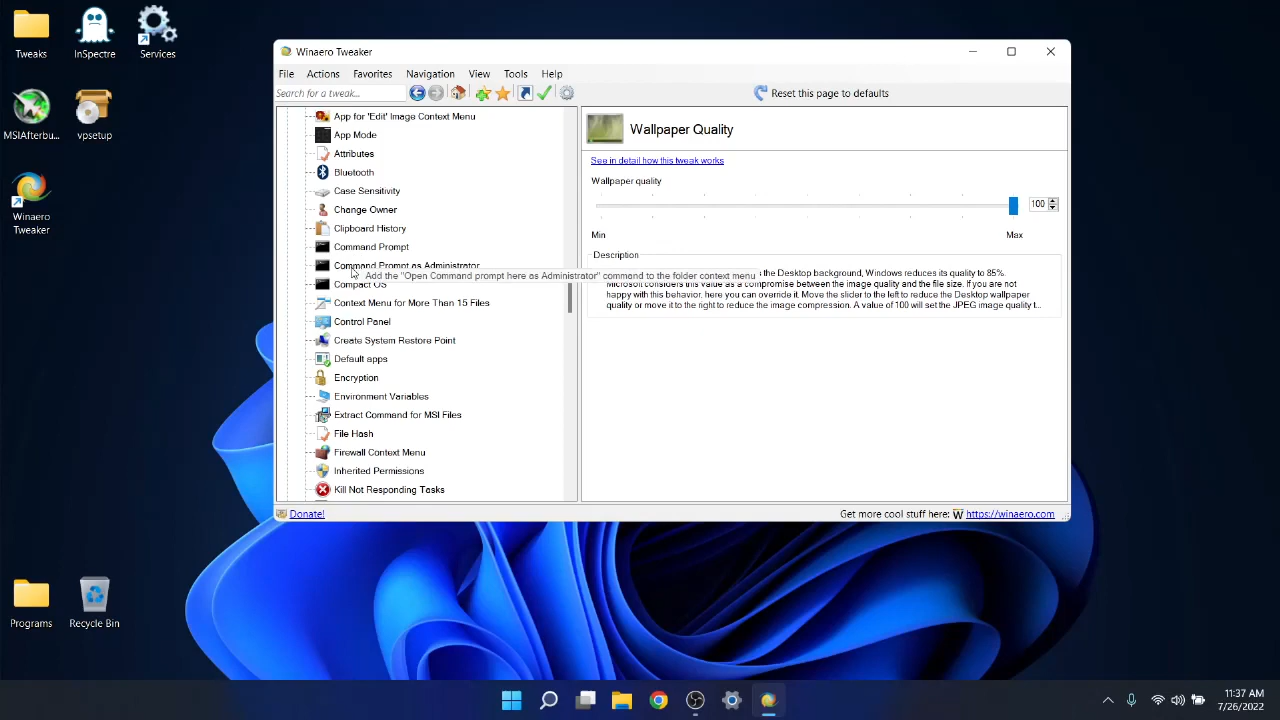 Tweaks
InSpectre
Services
MSIAfterbu...
vpsetup
Winaero
Tweaker
Programs
Recycle Bin
Winaero Tweaker
File Actions Favorites Navigation View Tools Help
Search for a tweak...
Reset this page to defaults
App for 'Edit' Image Context Menu
App Mode
Attributes
Bluetooth
Case Sensitivity
Change Owner
Clipboard History
Command Prompt
Command Prompt as Administrator
Add the "Open Command prompt here as Administrator" command to the folder context menu
Compact OS
Context Menu for More Than 15 Files
Control Panel
Create System Restore Point
Default apps
Encryption
Environment Variables
Extract Command for MSI Files
File Hash
Firewall Context Menu
Inherited Permissions
Kill Not Responding Tasks
Wallpaper Quality
See in detail how this tweak works
Wallpaper quality
100
Min Max
Description
the Desktop background, Windows reduces its quality to 85%.
Microsoft considers this value as a compromise between the image quality and the file size. If you are
happy with this behavior, here you can override it. Move the slider to the left to reduce the Desktop wallpaper
quality or move it to the right to reduce the image compression. A value of 100 will set the JPEG image quality t...
Donate!
Get more cool stuff here: W https://winaero.com
11:37 AM
7/26/2022